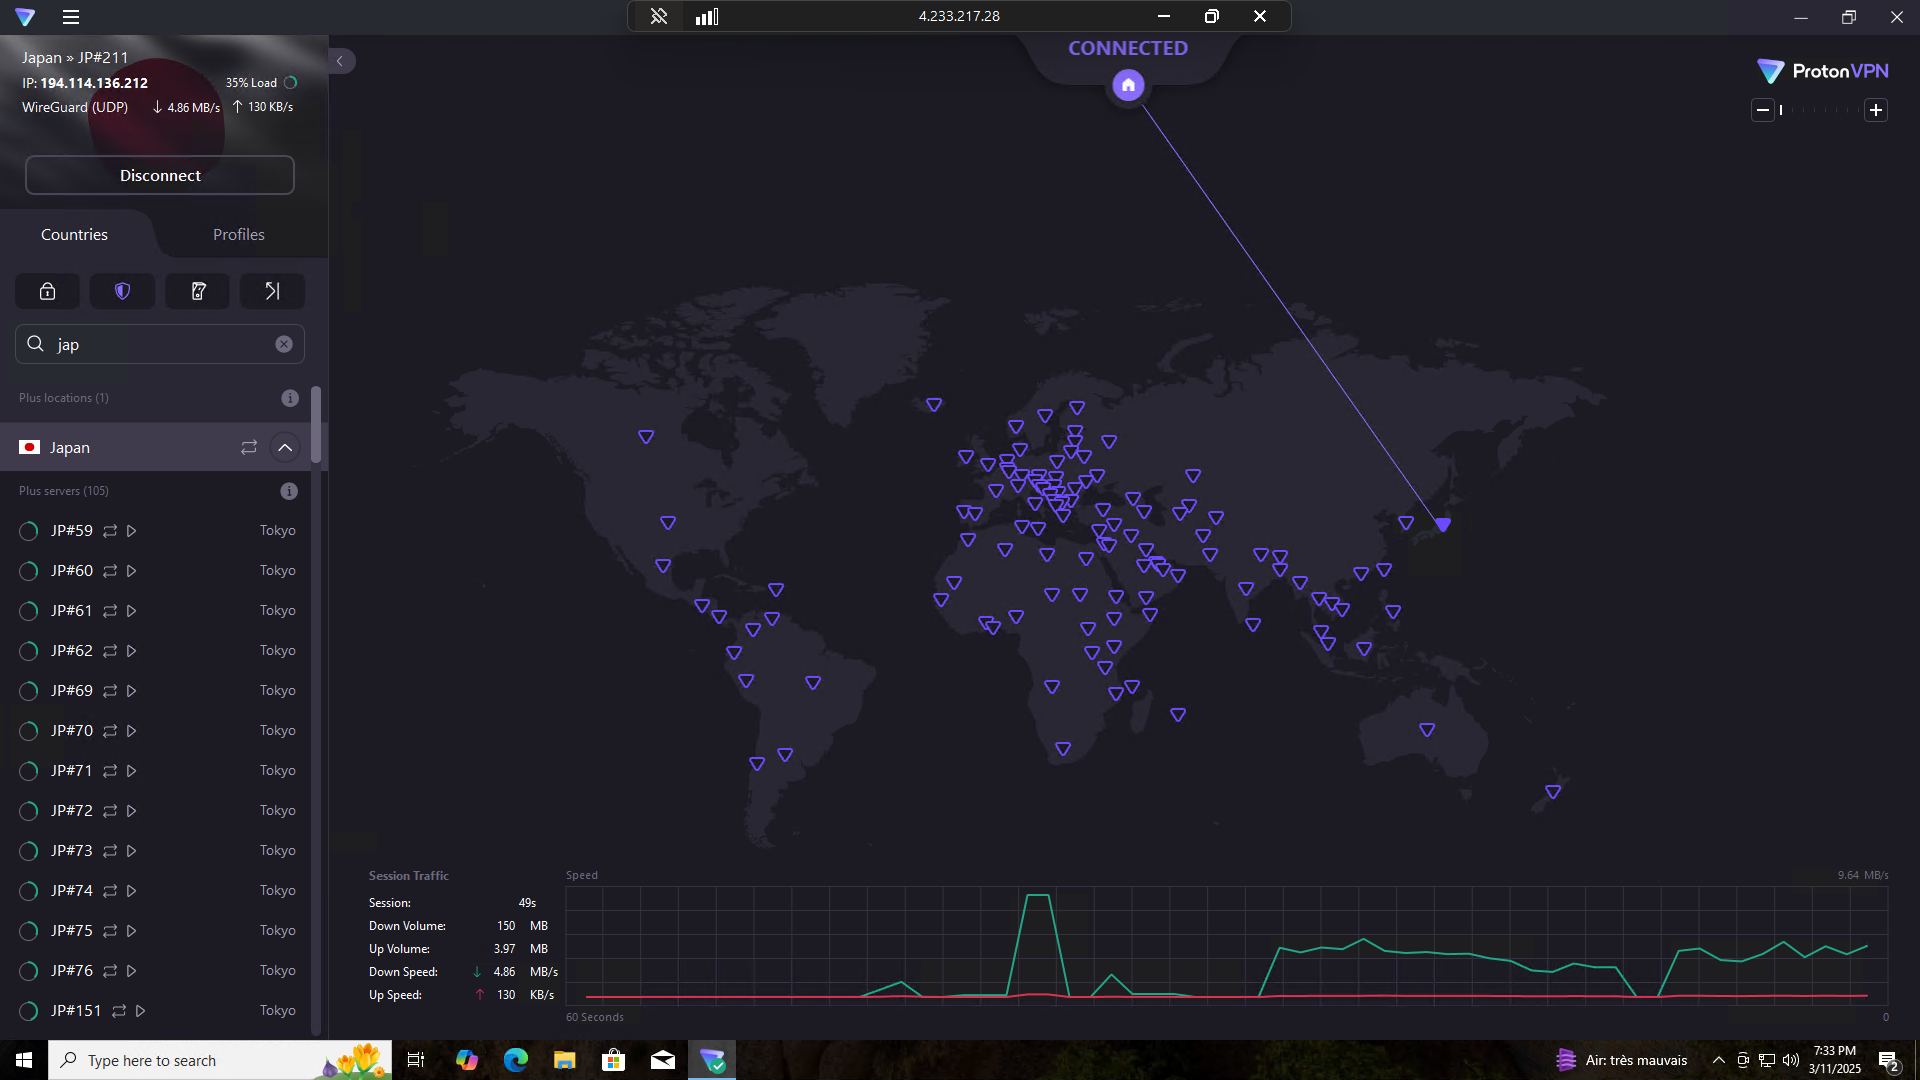 4.233.217.28
Japan » JP#211
IP: 194.114.136.212
35% Load
WireGuard (UDP)
4.86 MB/s
130 KB/s
Disconnect
CONNECTED
ProtonVPN
Countries
Profiles
jap
Plus locations (1)
Japan
Plus servers (105)
JP#59 Tokyo
JP#60 Tokyo
JP#61 Tokyo
JP#62 Tokyo
JP#69 Tokyo
JP#70 Tokyo
JP#71 Tokyo
JP#72 Tokyo
JP#73 Tokyo
JP#74 Tokyo
JP#75 Tokyo
JP#76 Tokyo
JP#151 Tokyo
Session Traffic
Session: 49s
Down Volume: 150 MB
Up Volume: 3.97 MB
Down Speed: 4.86 MB/s
Up Speed: 130 KB/s
Speed
9.64 MB/s
60 Seconds
0
Type here to search
Air: très mauvais
7:33 PM
3/11/2025
2